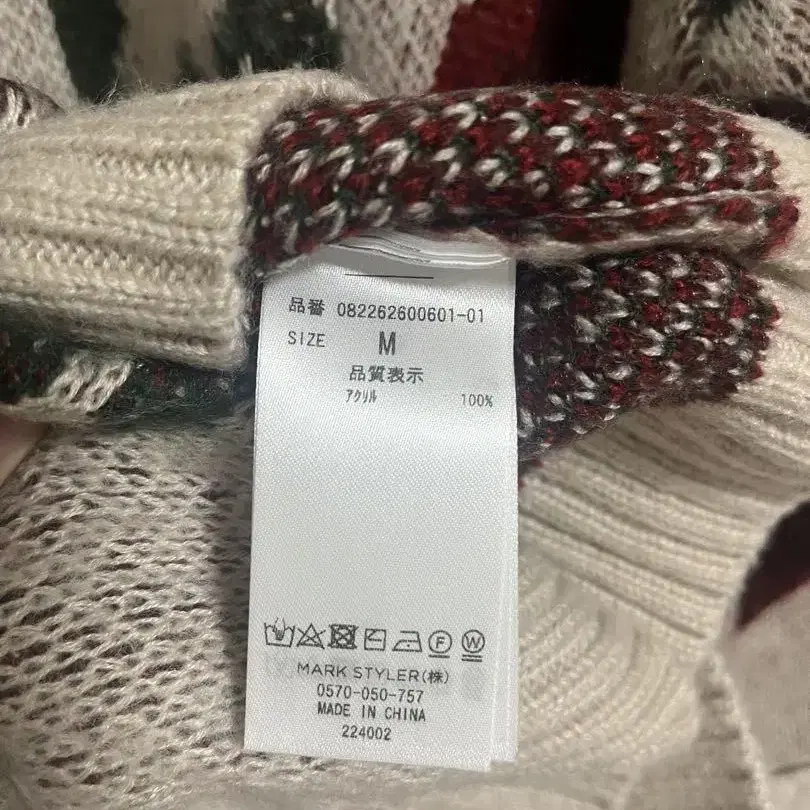 品番 082262600601-01
SIZE M
品質表示
アクリル 100%
MARK STYLER(株)
0570-050-757
MADE IN CHINA
224002